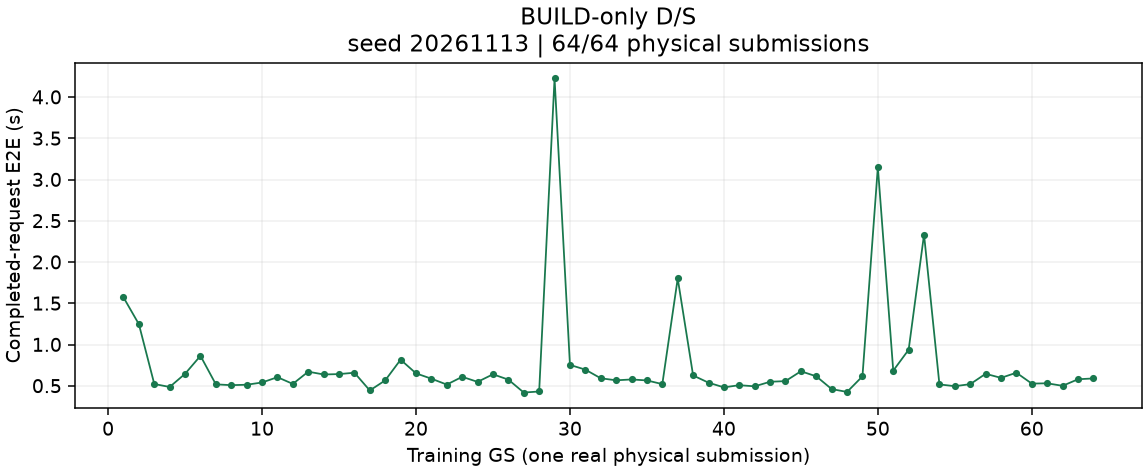 BUILD-only D/S
seed 20261113 | 64/64 physical submissions
Completed-request E2E (s)
4.0
3.5
3.0
2.5
2.0
1.5
1.0
0.5
0 10 20 30 40 50 60
Training GS (one real physical submission)